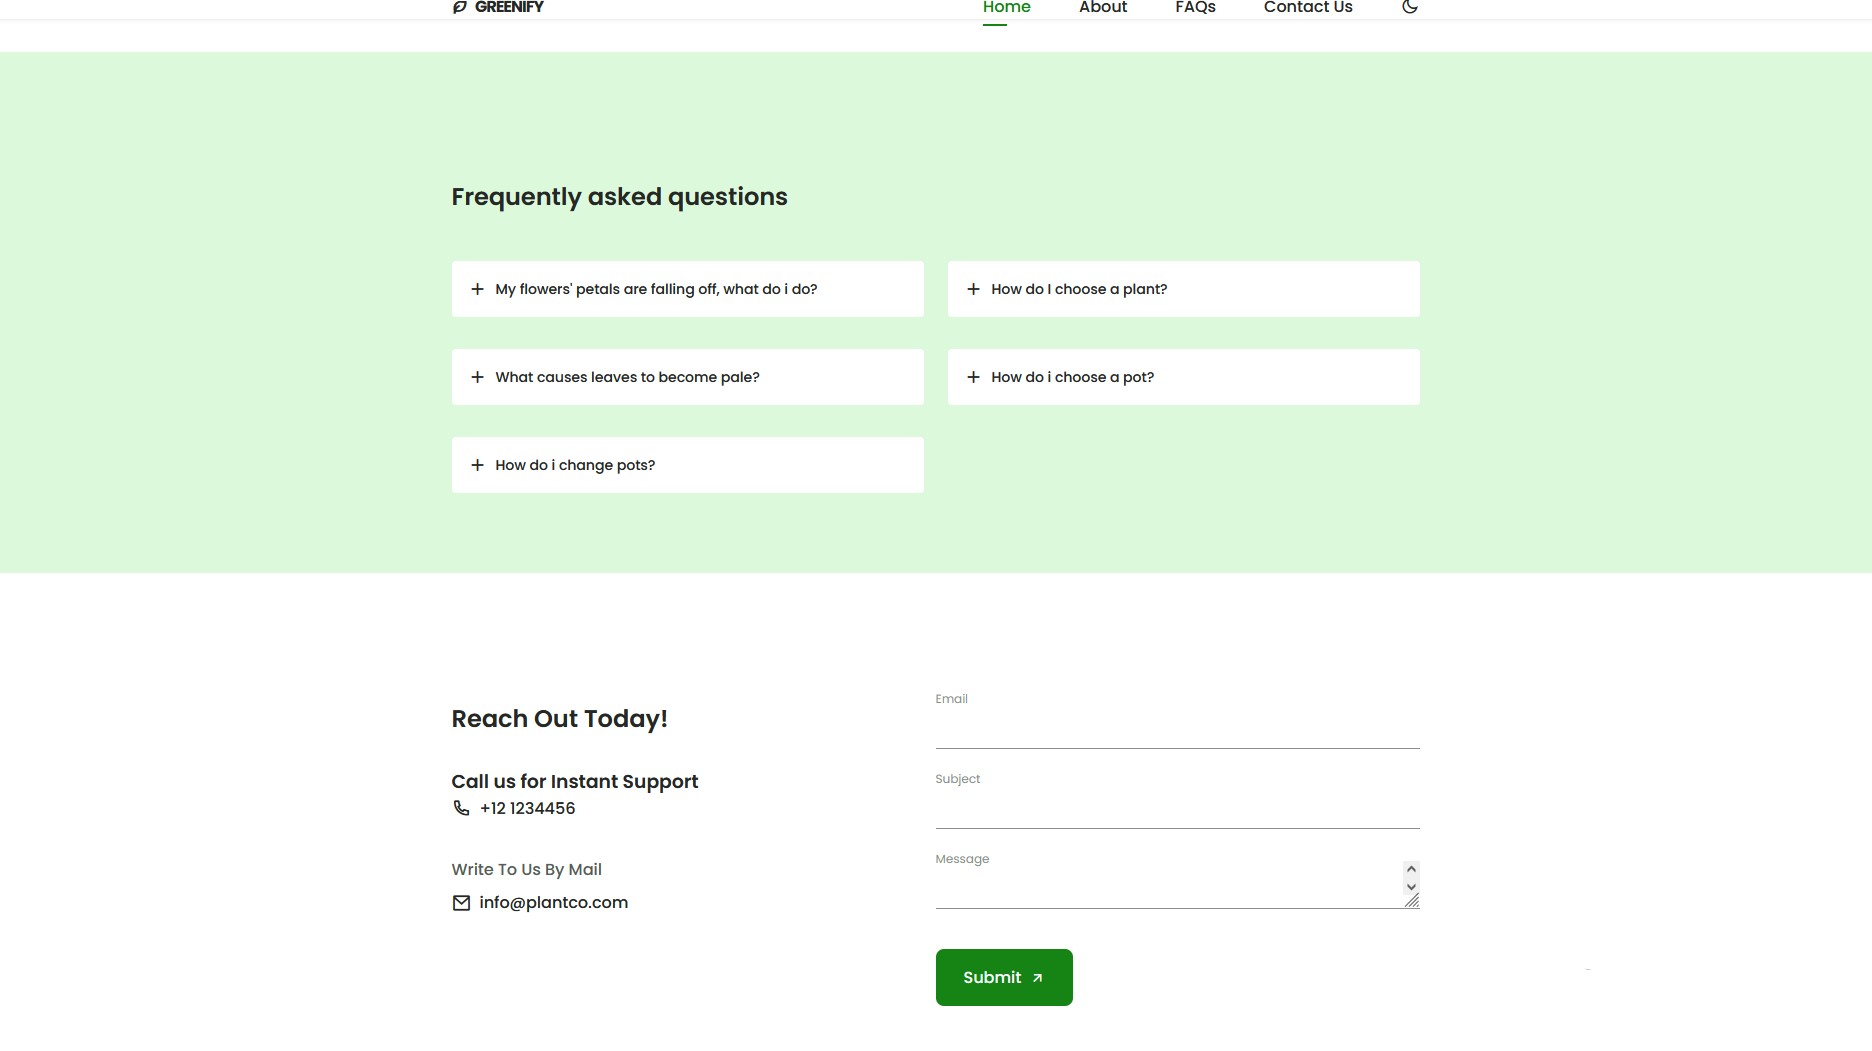 GREENIFY
Home About FAQs Contact Us
Frequently asked questions
My flowers' petals are falling off, what do i do?
How do I choose a plant?
What causes leaves to become pale?
How do i choose a pot?
How do i change pots?
Reach Out Today!
Call us for Instant Support
+12 1234456
Write To Us By Mail
info@plantco.com
Email
Subject
Message
Submit